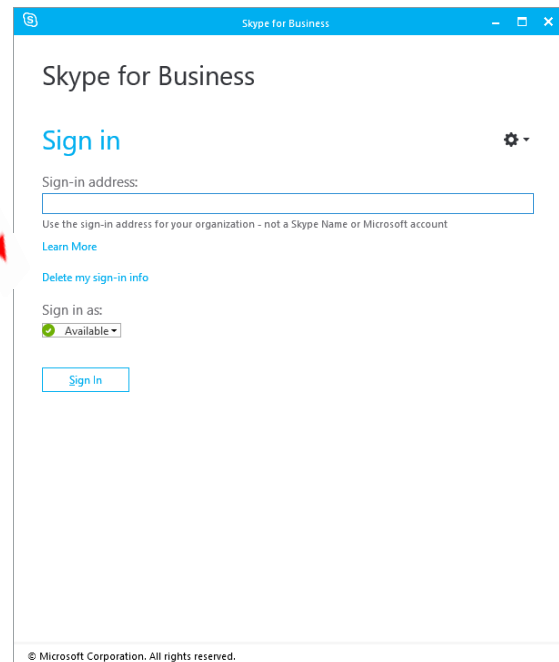 Skype for Business
Skype for Business
Sign in
Sign-in address:
Use the sign-in address for your organization - not a Skype Name or Microsoft account
Learn More
Delete my sign-in info
Sign in as:
Available
Sign In
© Microsoft Corporation. All rights reserved.